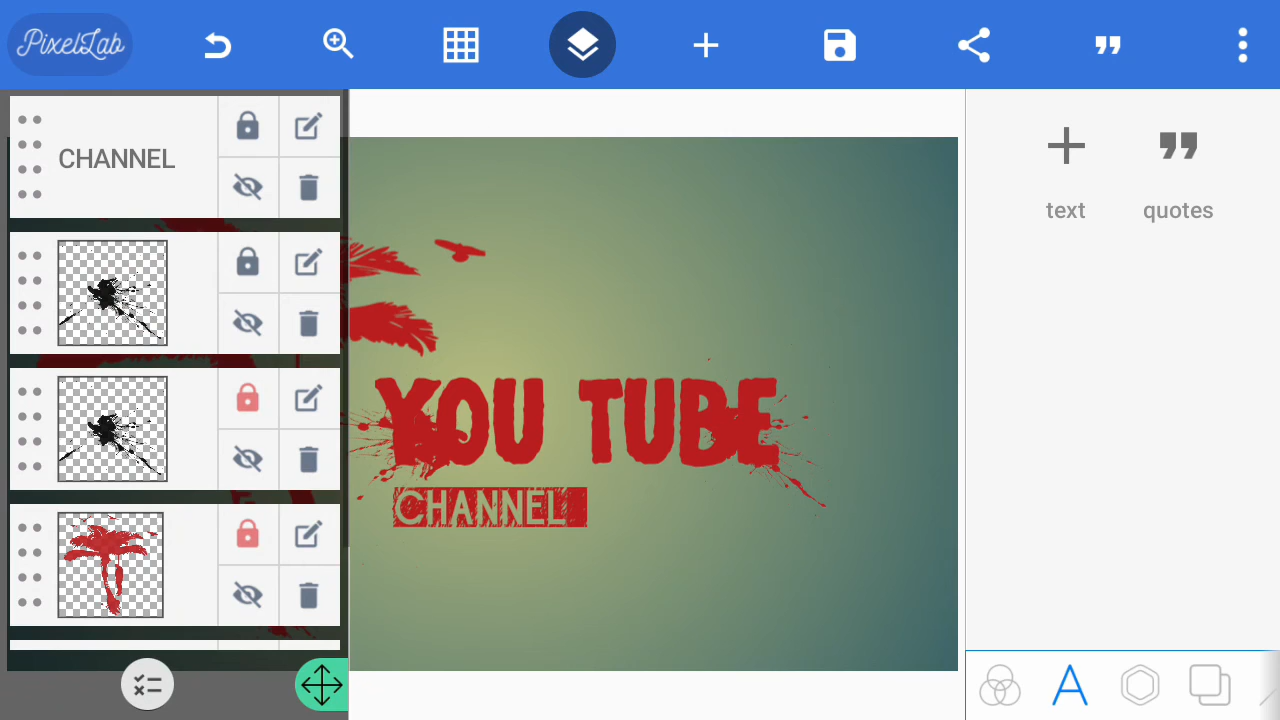 PixelLab
CHANNEL
YOU TUBE
CHANNEL
text
quotes
A